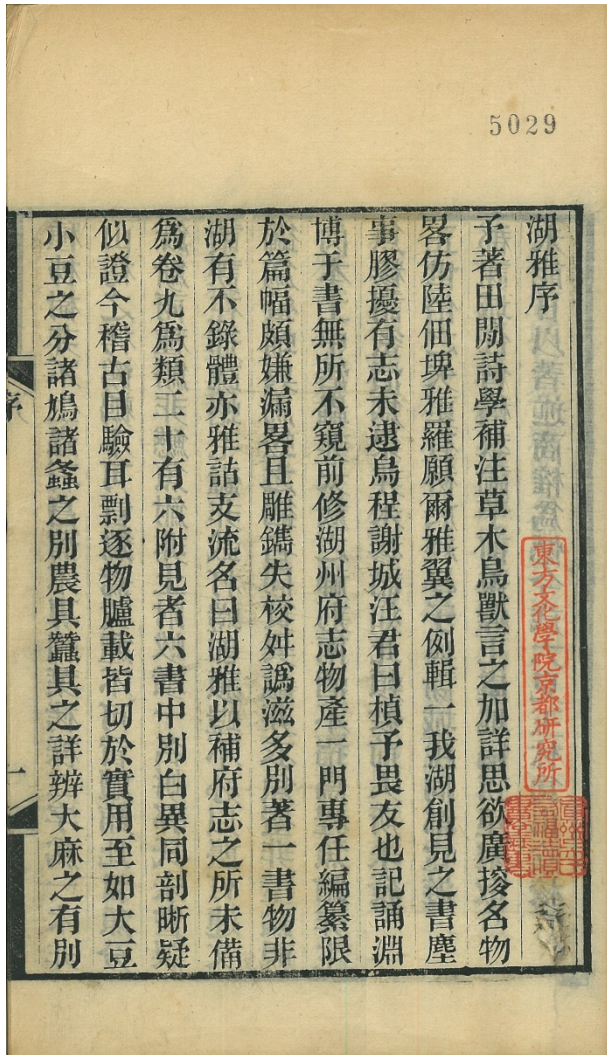 5029
湖雅序
予著田閒詩學補注草木鳥獸言之加詳思欲廣搜名物
畧仿陸佃埤雅羅願爾雅翼之例輯一我湖創見之書塵
事膠擾有志未逮烏程謝城汪君曰楨予畏友也記誦淵
博于書無所不窺前修湖州府志物產一門專任編纂限
於篇幅頗嫌漏畧且雕鐫失校舛譌滋多別著一書物非
湖有不錄體亦雅詁支流名曰湖雅以補府志之所未備
爲卷九爲類二十有六附見者六書中別白異同剖晰疑
似證今稽古目驗耳剽逐物臚載皆切於實用至如大豆
小豆之分諸鳩諸螽之別農具蠶具之詳辨大麻之有別
東方文化學院京都研究所
序
一